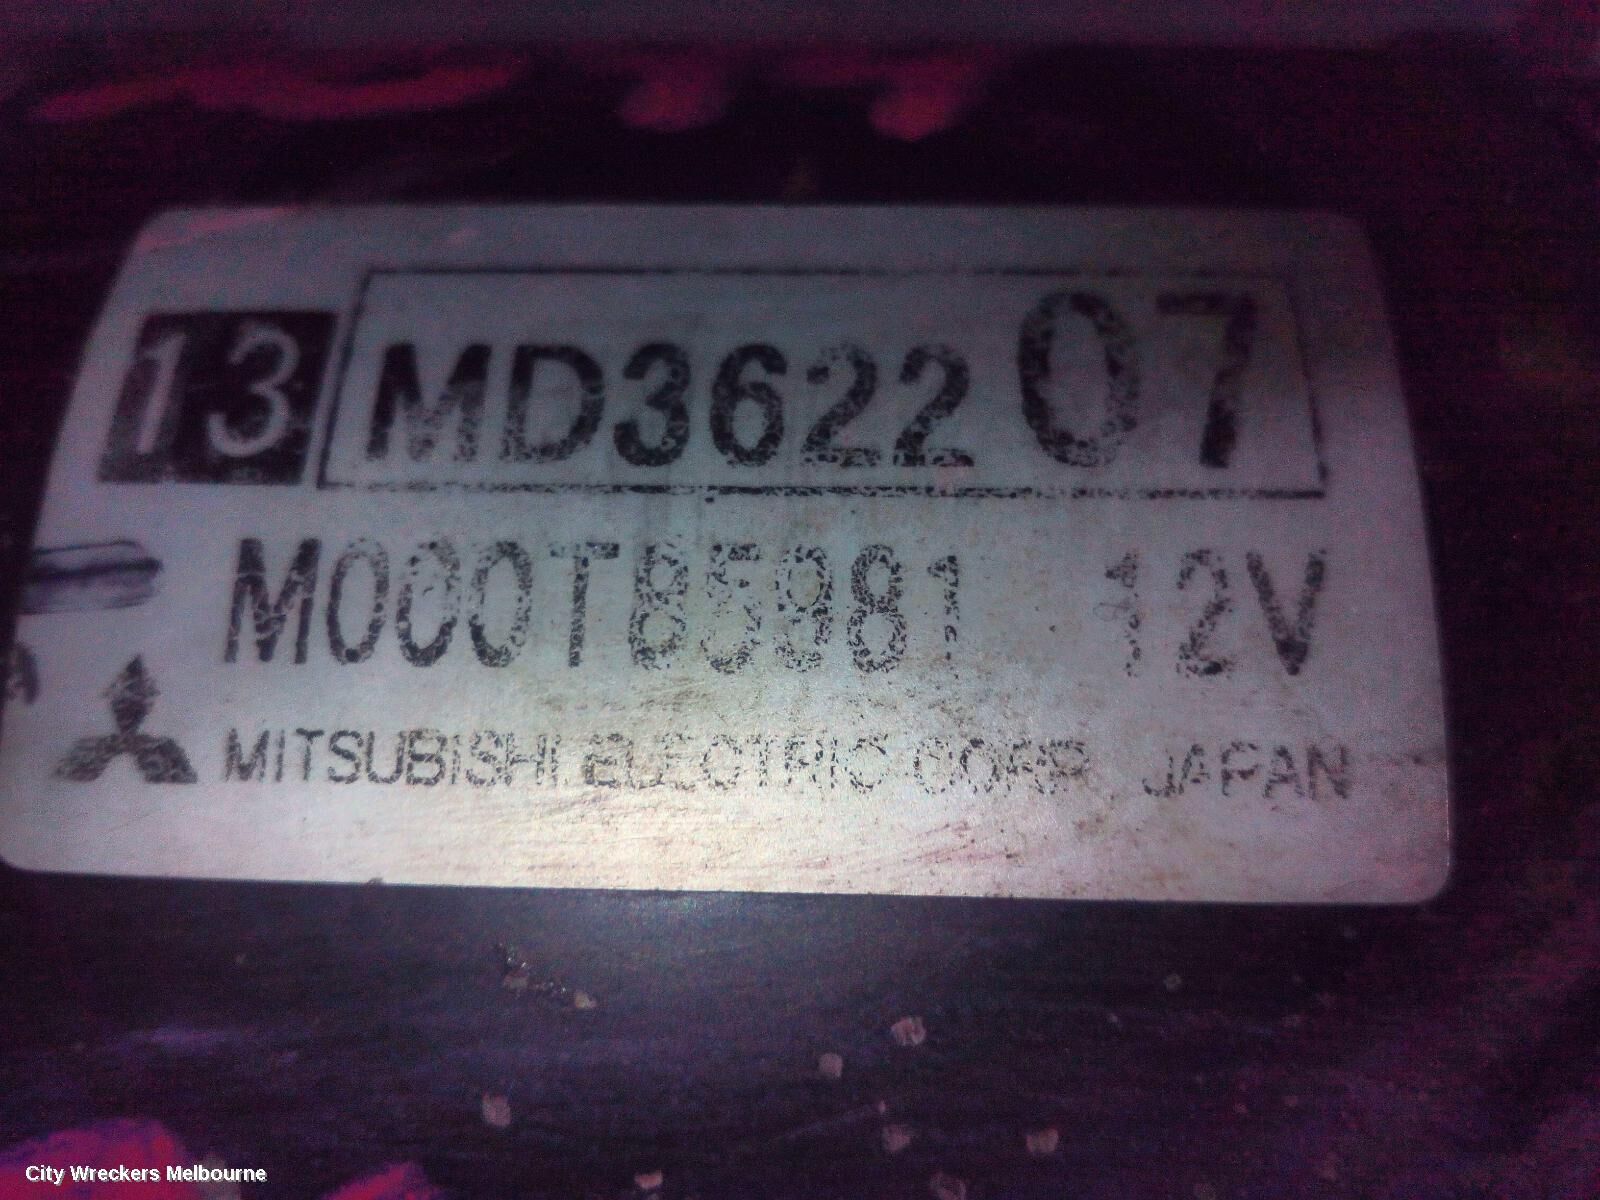 13 MD362207
M000T85981 12V
MITSUBISHI ELECTRIC CORP. JAPAN
City Wreckers Melbourne